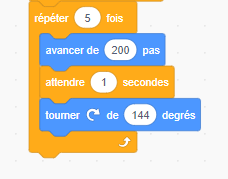 répéter 5 fois
avancer de 200 pas
attendre 1 secondes
tourner de 144 degrés